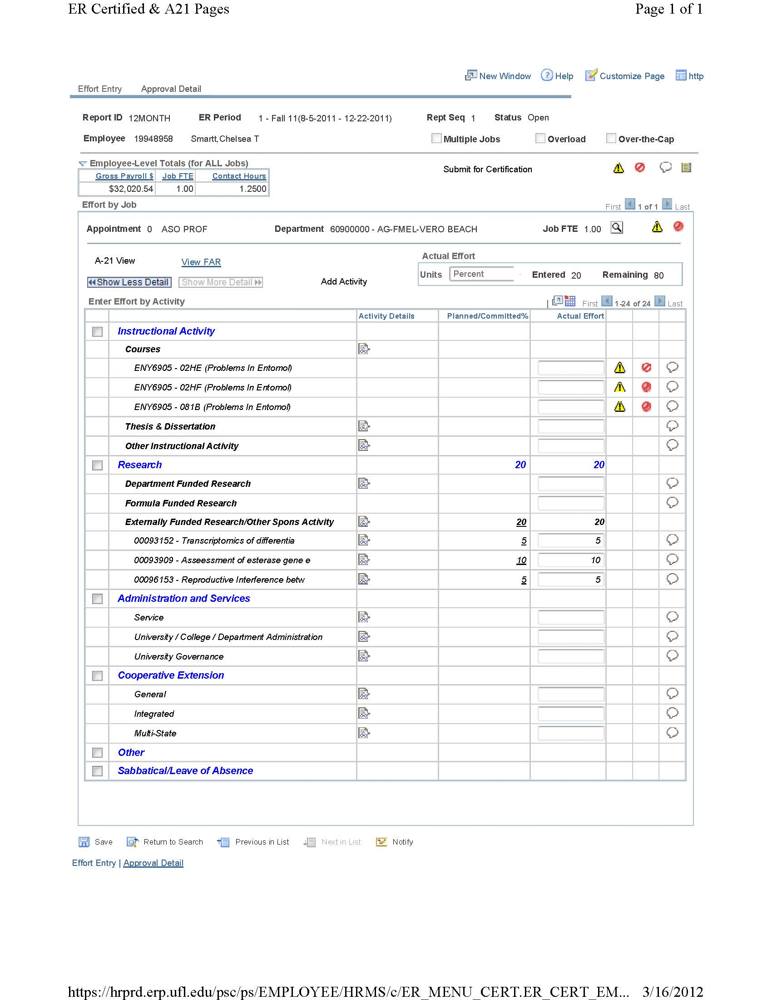 ER Certified & A21 Pages Page 1 of 1
New Window Help Customize Page http
Effort Entry Approval Detail
Report ID 12MONTH ER Period 1 - Fall 11(8-5-2011 - 12-22-2011) Rept Seq 1 Status Open
Employee 19948958 Smartt,Chelsea T Multiple Jobs Overload Over-the-Cap
Employee-Level Totals (for ALL Jobs)
Submit for Certification
Gross Payroll $ Job FTE Contact Hours
$32,020.54 1.00 1.2500
Effort by Job First 1 of 1 Last
Appointment 0 ASO PROF Department 60900000 - AG-FMEL-VERO BEACH Job FTE 1.00
Actual Effort
A-21 View View FAR
Units Percent Entered 20 Remaining 80
Show Less Detail Show More Detail Add Activity
Enter Effort by Activity | First 1-24 of 24 Last
Activity Details Planned/Committed% Actual Effort
Instructional Activity
Courses
ENY6905 - 02HE (Problems In Entomol)
ENY6905 - 02HF (Problems In Entomol)
ENY6905 - 081B (Problems In Entomol)
Thesis & Dissertation
Other Instructional Activity
Research 20 20
Department Funded Research
Formula Funded Research
Externally Funded Research/Other Spons Activity 20 20
00093152 - Transcriptomics of differentia 5 5
00093909 - Asseessment of esterase gene e 10 10
00096153 - Reproductive Interference betw 5 5
Administration and Services
Service
University / College / Department Administration
University Governance
Cooperative Extension
General
Integrated
Multi-State
Other
Sabbatical/Leave of Absence
Save Return to Search Previous in List Next in List Notify
Effort Entry | Approval Detail
https://hrprd.erp.ufl.edu/psc/ps/EMPLOYEE/HRMS/c/ER_MENU_CERT.ER_CERT_EM... 3/16/2012